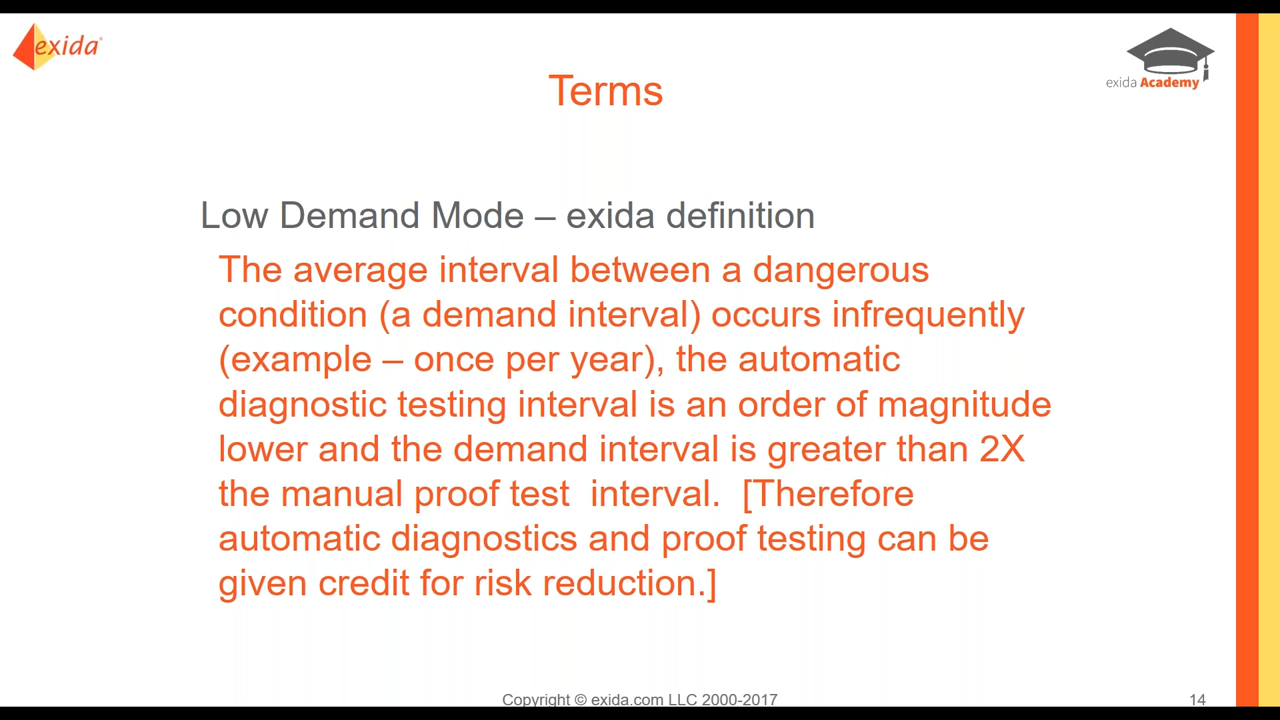 exida®
exida Academy
Terms
Low Demand Mode – exida definition
The average interval between a dangerous
condition (a demand interval) occurs infrequently
(example – once per year), the automatic
diagnostic testing interval is an order of magnitude
lower and the demand interval is greater than 2X
the manual proof test  interval.  [Therefore
automatic diagnostics and proof testing can be
given credit for risk reduction.]
Copyright © exida.com LLC 2000-2017
14